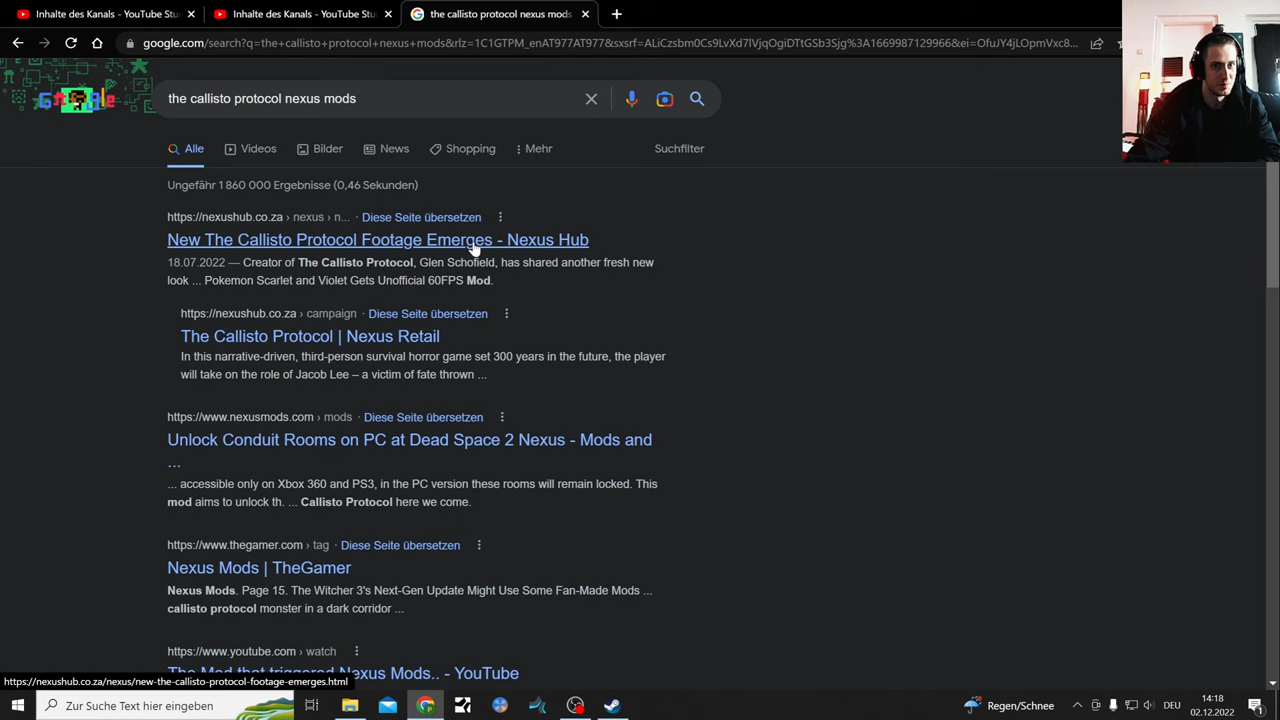 Inhalte des Kanals - YouTube Stu
Inhalte des Kanals - YouTube Stu
the callisto protocol nexus mods
the callisto protocol nexus mods
Alle
Videos
Bilder
News
Shopping
Mehr
Suchfilter
Ungefähr 1 860 000 Ergebnisse (0,46 Sekunden)
https://nexushub.co.za › nexus › n... · Diese Seite übersetzen
New The Callisto Protocol Footage Emerges - Nexus Hub
18.07.2022 — Creator of The Callisto Protocol, Glen Schofield, has shared another fresh new
look ... Pokemon Scarlet and Violet Gets Unofficial 60FPS Mod.
https://nexushub.co.za › campaign · Diese Seite übersetzen
The Callisto Protocol | Nexus Retail
In this narrative-driven, third-person survival horror game set 300 years in the future, the player
will take on the role of Jacob Lee – a victim of fate thrown ...
https://www.nexusmods.com › mods · Diese Seite übersetzen
Unlock Conduit Rooms on PC at Dead Space 2 Nexus - Mods and
...
... accessible only on Xbox 360 and PS3, in the PC version these rooms will remain locked. This
mod aims to unlock th. ... Callisto Protocol here we come.
https://www.thegamer.com › tag · Diese Seite übersetzen
Nexus Mods | TheGamer
Nexus Mods. Page 15. The Witcher 3's Next-Gen Update Might Use Some Fan-Made Mods ...
callisto protocol monster in a dark corridor ...
https://www.youtube.com › watch
The Mod that triggered Nexus Mods.. - YouTube
https://nexushub.co.za/nexus/new-the-callisto-protocol-footage-emerges.html
Zur Suche Text hier eingeben
Regen/Schnee
DEU
14:18
02.12.2022